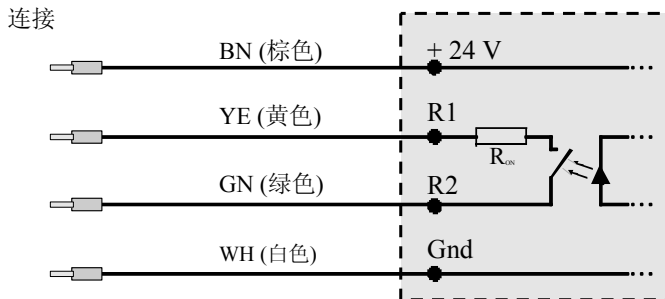 连接
BN (棕色)
+ 24 V
YE (黄色)
R1
RON
GN (绿色)
R2
WH (白色)
Gnd